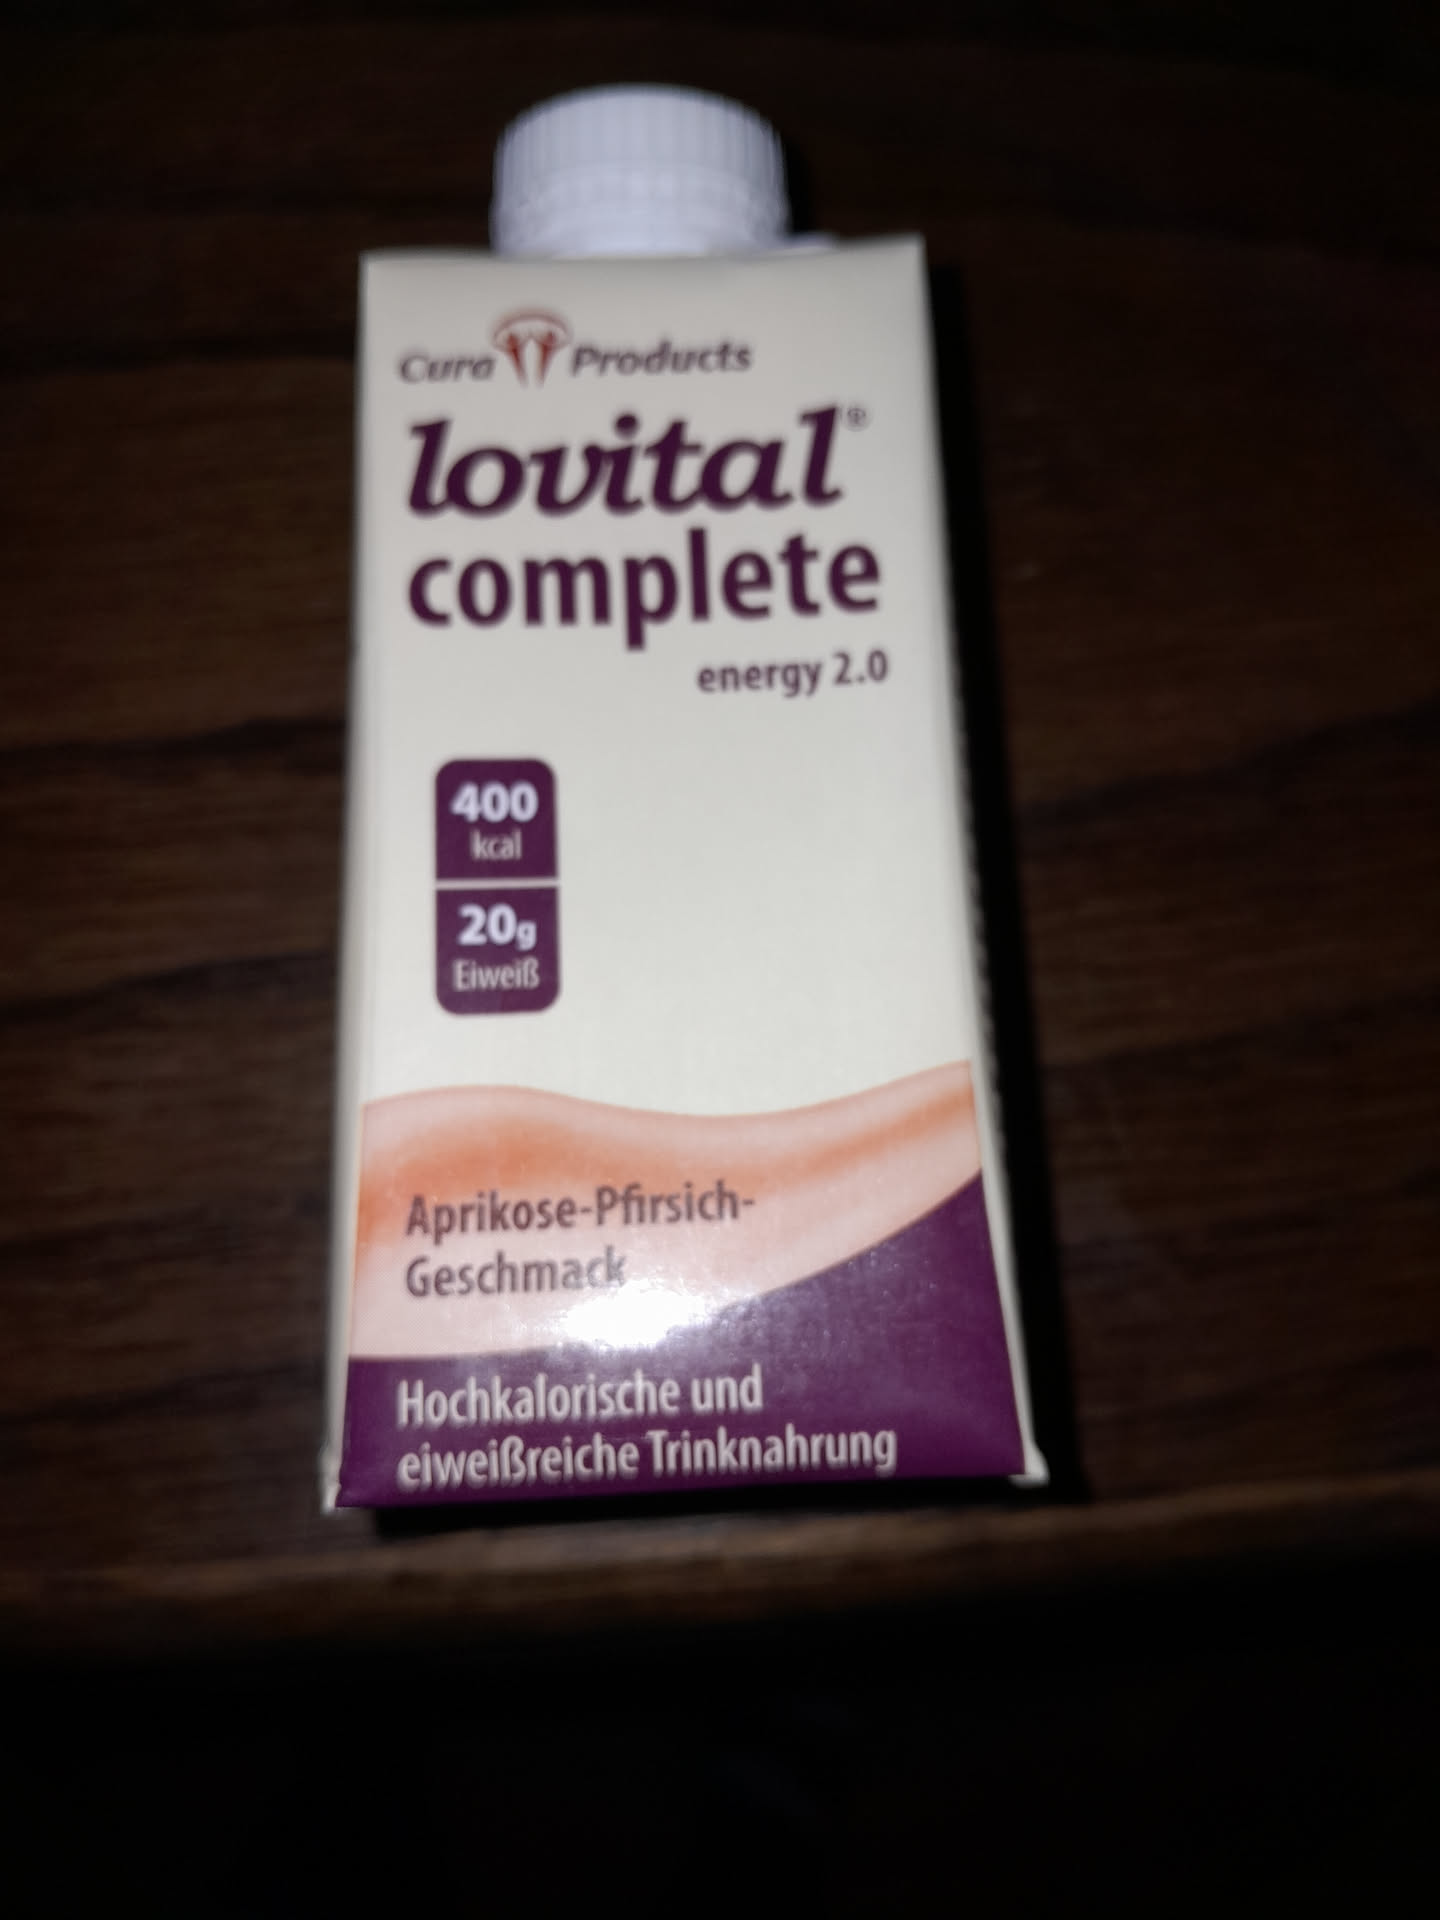 Cura Products
lovital®
complete
energy 2.0
400
kcal
20g
Eiweiß
Aprikose-Pfirsich-
Geschmack
Hochkalorische und
eiweißreiche Trinknahrung